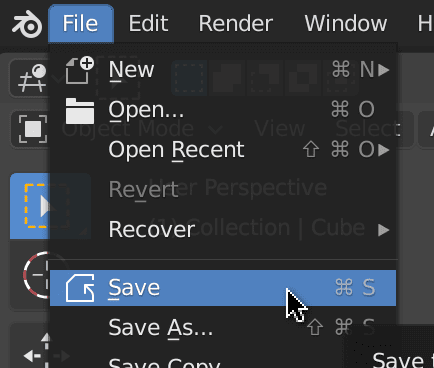 File Edit Render Window H
New ⌘ N
Open... ⌘ O
Object Mode View Select A
Open Recent ⇧ ⌘ O
Revert
User Perspective
Recover
(1) Collection | Cube
Save ⌘ S
Save As... ⇧ ⌘ S
Save Copy
Save t